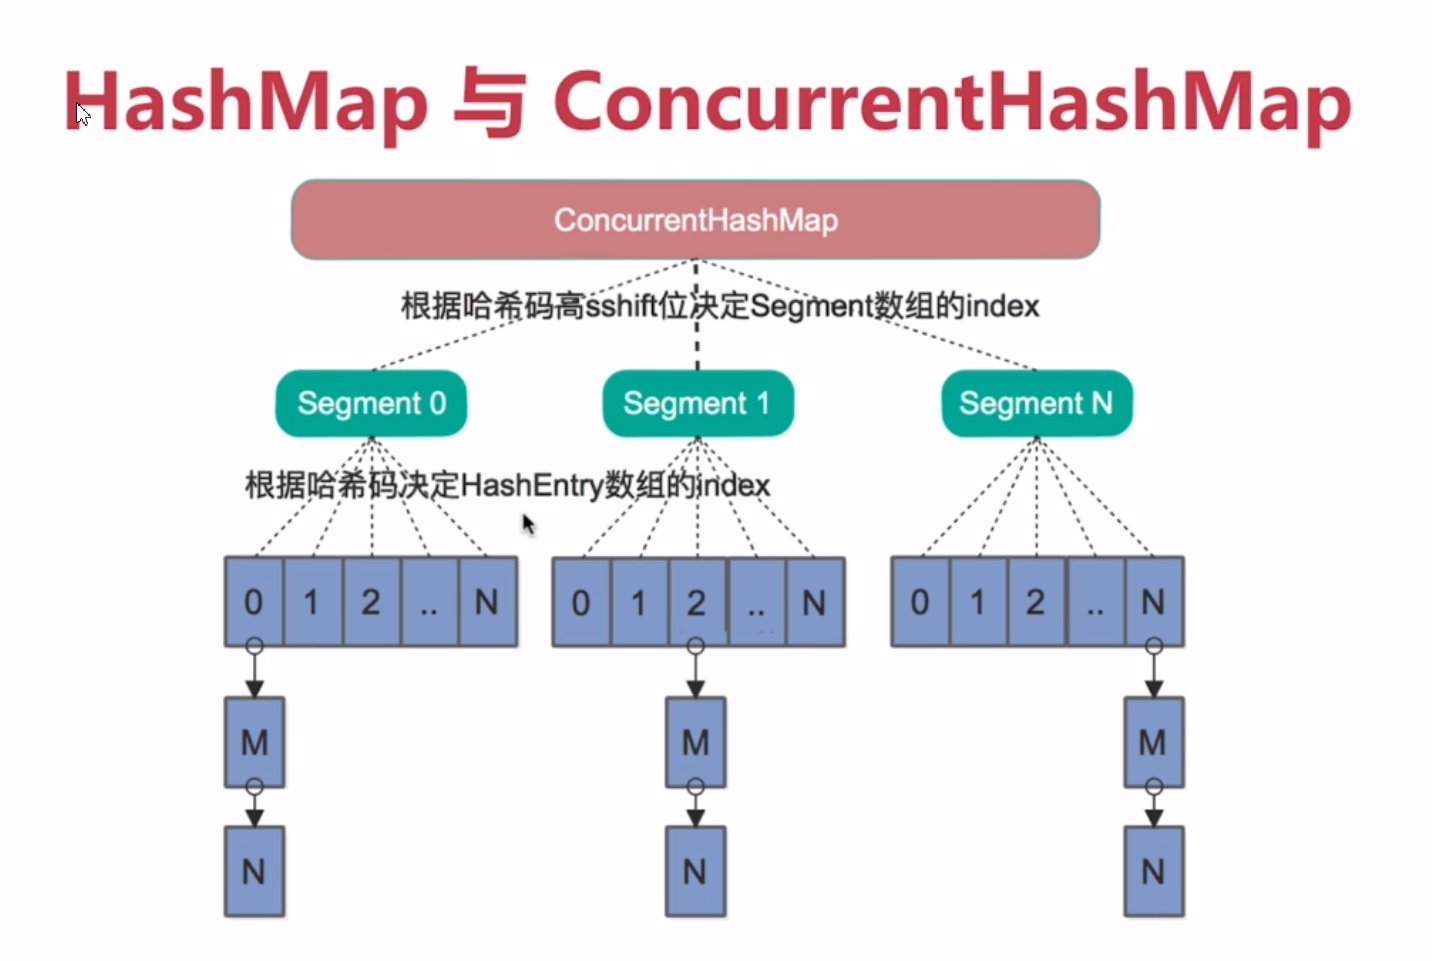 HashMap 与 ConcurrentHashMap
ConcurrentHashMap
根据哈希码高sshift位决定Segment数组的index
Segment 0
Segment 1
Segment N
根据哈希码决定HashEntry数组的index
0 1 2 .. N
0 1 2 .. N
0 1 2 .. N
M
M
M
N
N
N